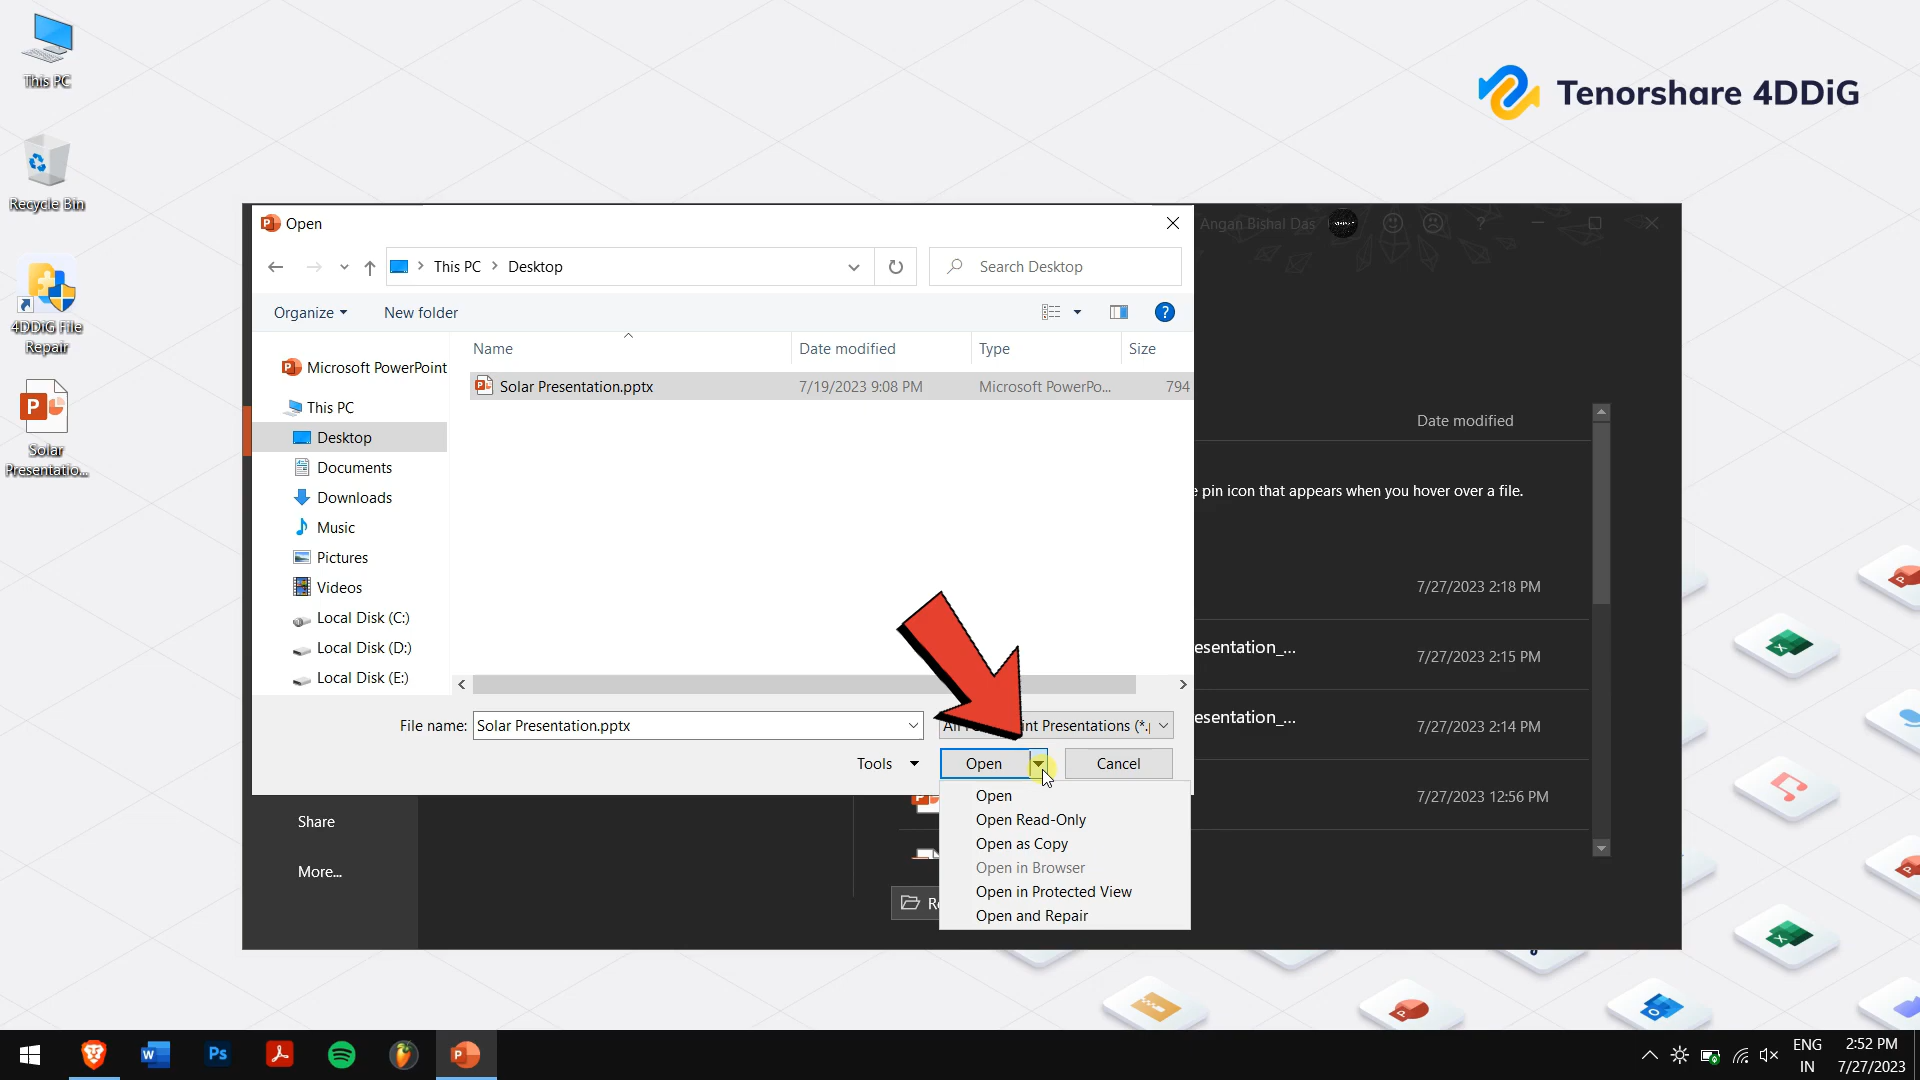 This PC
Recycle Bin
4DDiG File
Repair
Solar
Presentatio...
Tenorshare 4DDiG
Open
Angan Bishal Das
This PC
Desktop
Search Desktop
Organize
New folder
Name
Date modified
Type
Size
Microsoft PowerPoint
Solar Presentation.pptx
7/19/2023 9:08 PM
Microsoft PowerPo...
794
This PC
Desktop
Documents
Downloads
Music
Pictures
Videos
Local Disk (C:)
Local Disk (D:)
Local Disk (E:)
Date modified
pin icon that appears when you hover over a file.
7/27/2023 2:18 PM
esentation_...
7/27/2023 2:15 PM
esentation_...
7/27/2023 2:14 PM
7/27/2023 12:56 PM
File name:
Solar Presentation.pptx
int Presentations (*.
Tools
Open
Cancel
Open
Open Read-Only
Open as Copy
Open in Browser
Open in Protected View
Open and Repair
Share
More...
ENG
IN
2:52 PM
7/27/2023